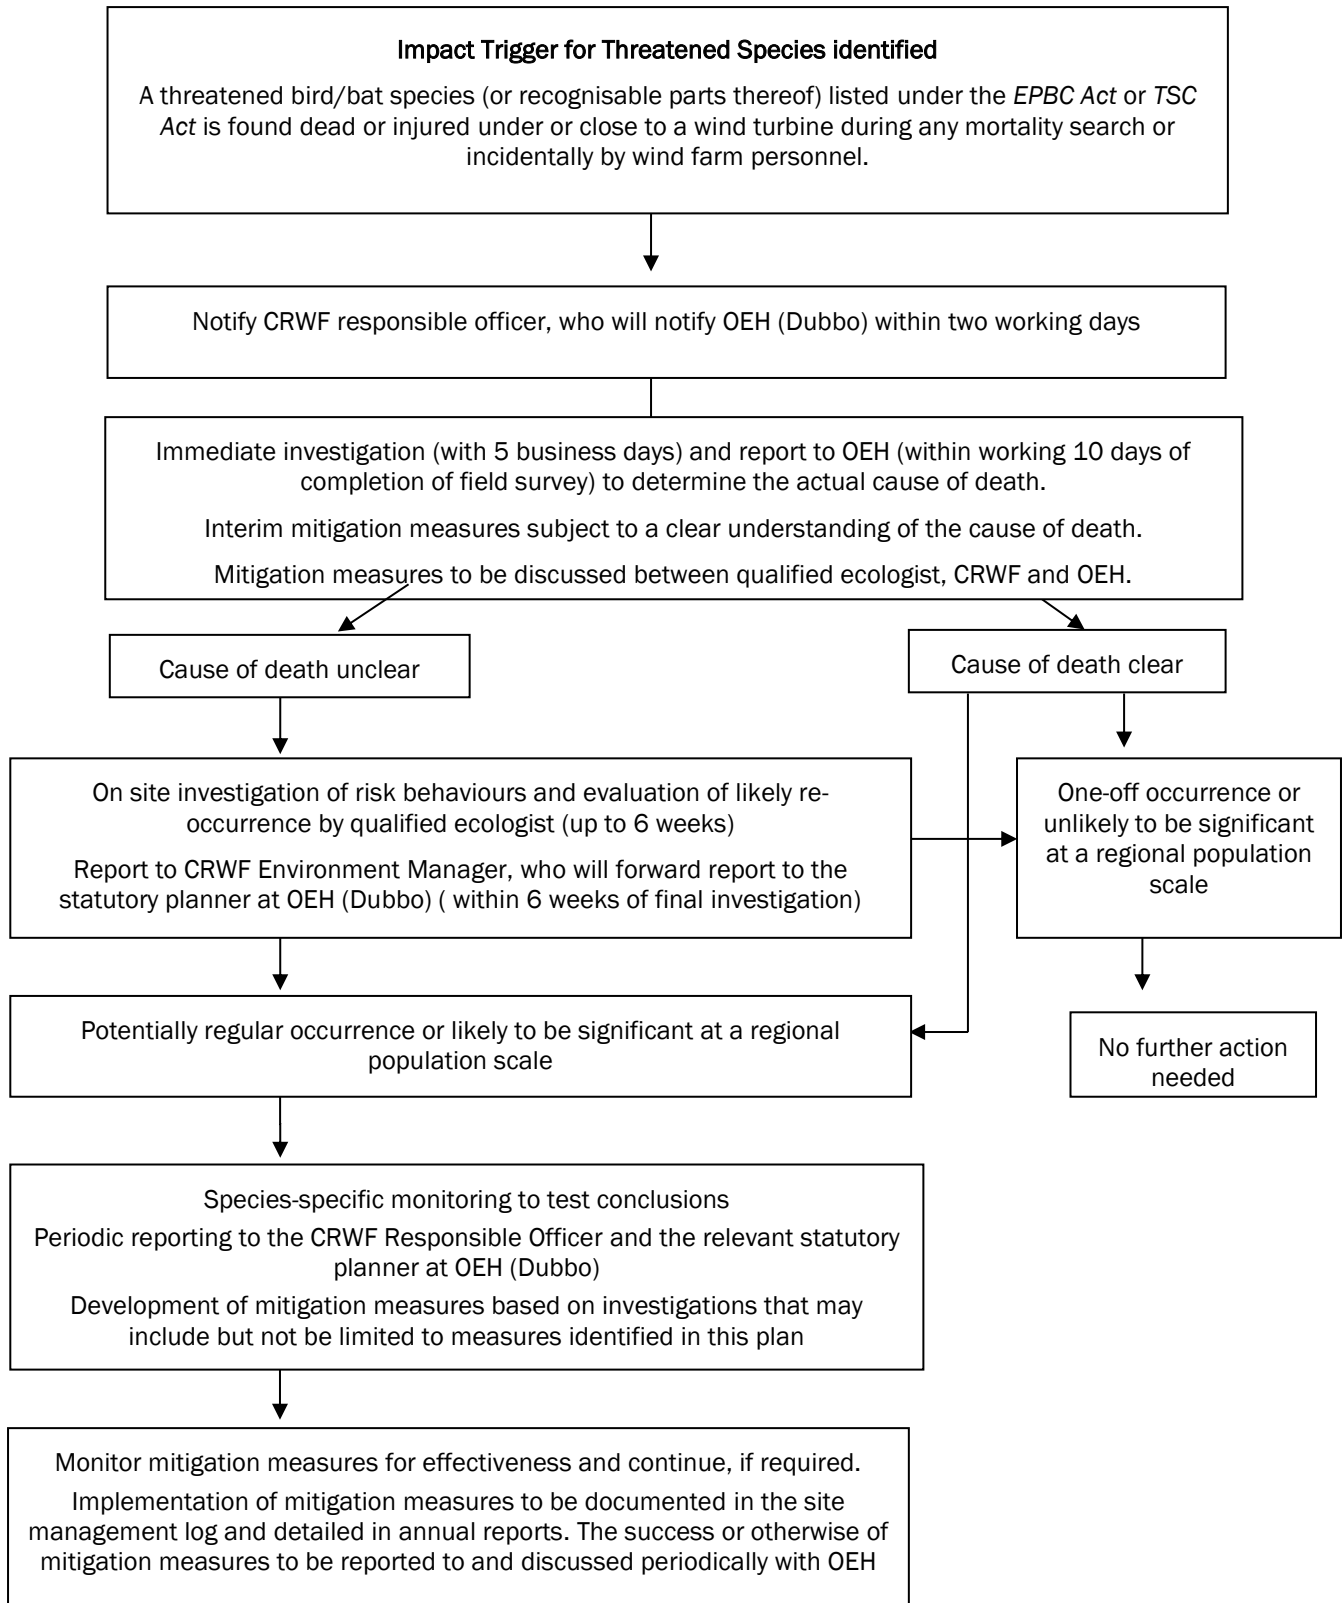 Impact Trigger for Threatened Species identified
A threatened bird/bat species (or recognisable parts thereof) listed under the EPBC Act or TSC
Act is found dead or injured under or close to a wind turbine during any mortality search or
incidentally by wind farm personnel.
Notify CRWF responsible officer, who will notify OEH (Dubbo) within two working days
Immediate investigation (with 5 business days) and report to OEH (within working 10 days of
completion of field survey) to determine the actual cause of death.
Interim mitigation measures subject to a clear understanding of the cause of death.
Mitigation measures to be discussed between qualified ecologist, CRWF and OEH.
Cause of death unclear
Cause of death clear
On site investigation of risk behaviours and evaluation of likely re-
occurrence by qualified ecologist (up to 6 weeks)
Report to CRWF Environment Manager, who will forward report to the
statutory planner at OEH (Dubbo) ( within 6 weeks of final investigation)
One-off occurrence or
unlikely to be significant
at a regional population
scale
Potentially regular occurrence or likely to be significant at a regional
population scale
No further action
needed
Species-specific monitoring to test conclusions
Periodic reporting to the CRWF Responsible Officer and the relevant statutory
planner at OEH (Dubbo)
Development of mitigation measures based on investigations that may
include but not be limited to measures identified in this plan
Monitor mitigation measures for effectiveness and continue, if required.
Implementation of mitigation measures to be documented in the site
management log and detailed in annual reports. The success or otherwise of
mitigation measures to be reported to and discussed periodically with OEH